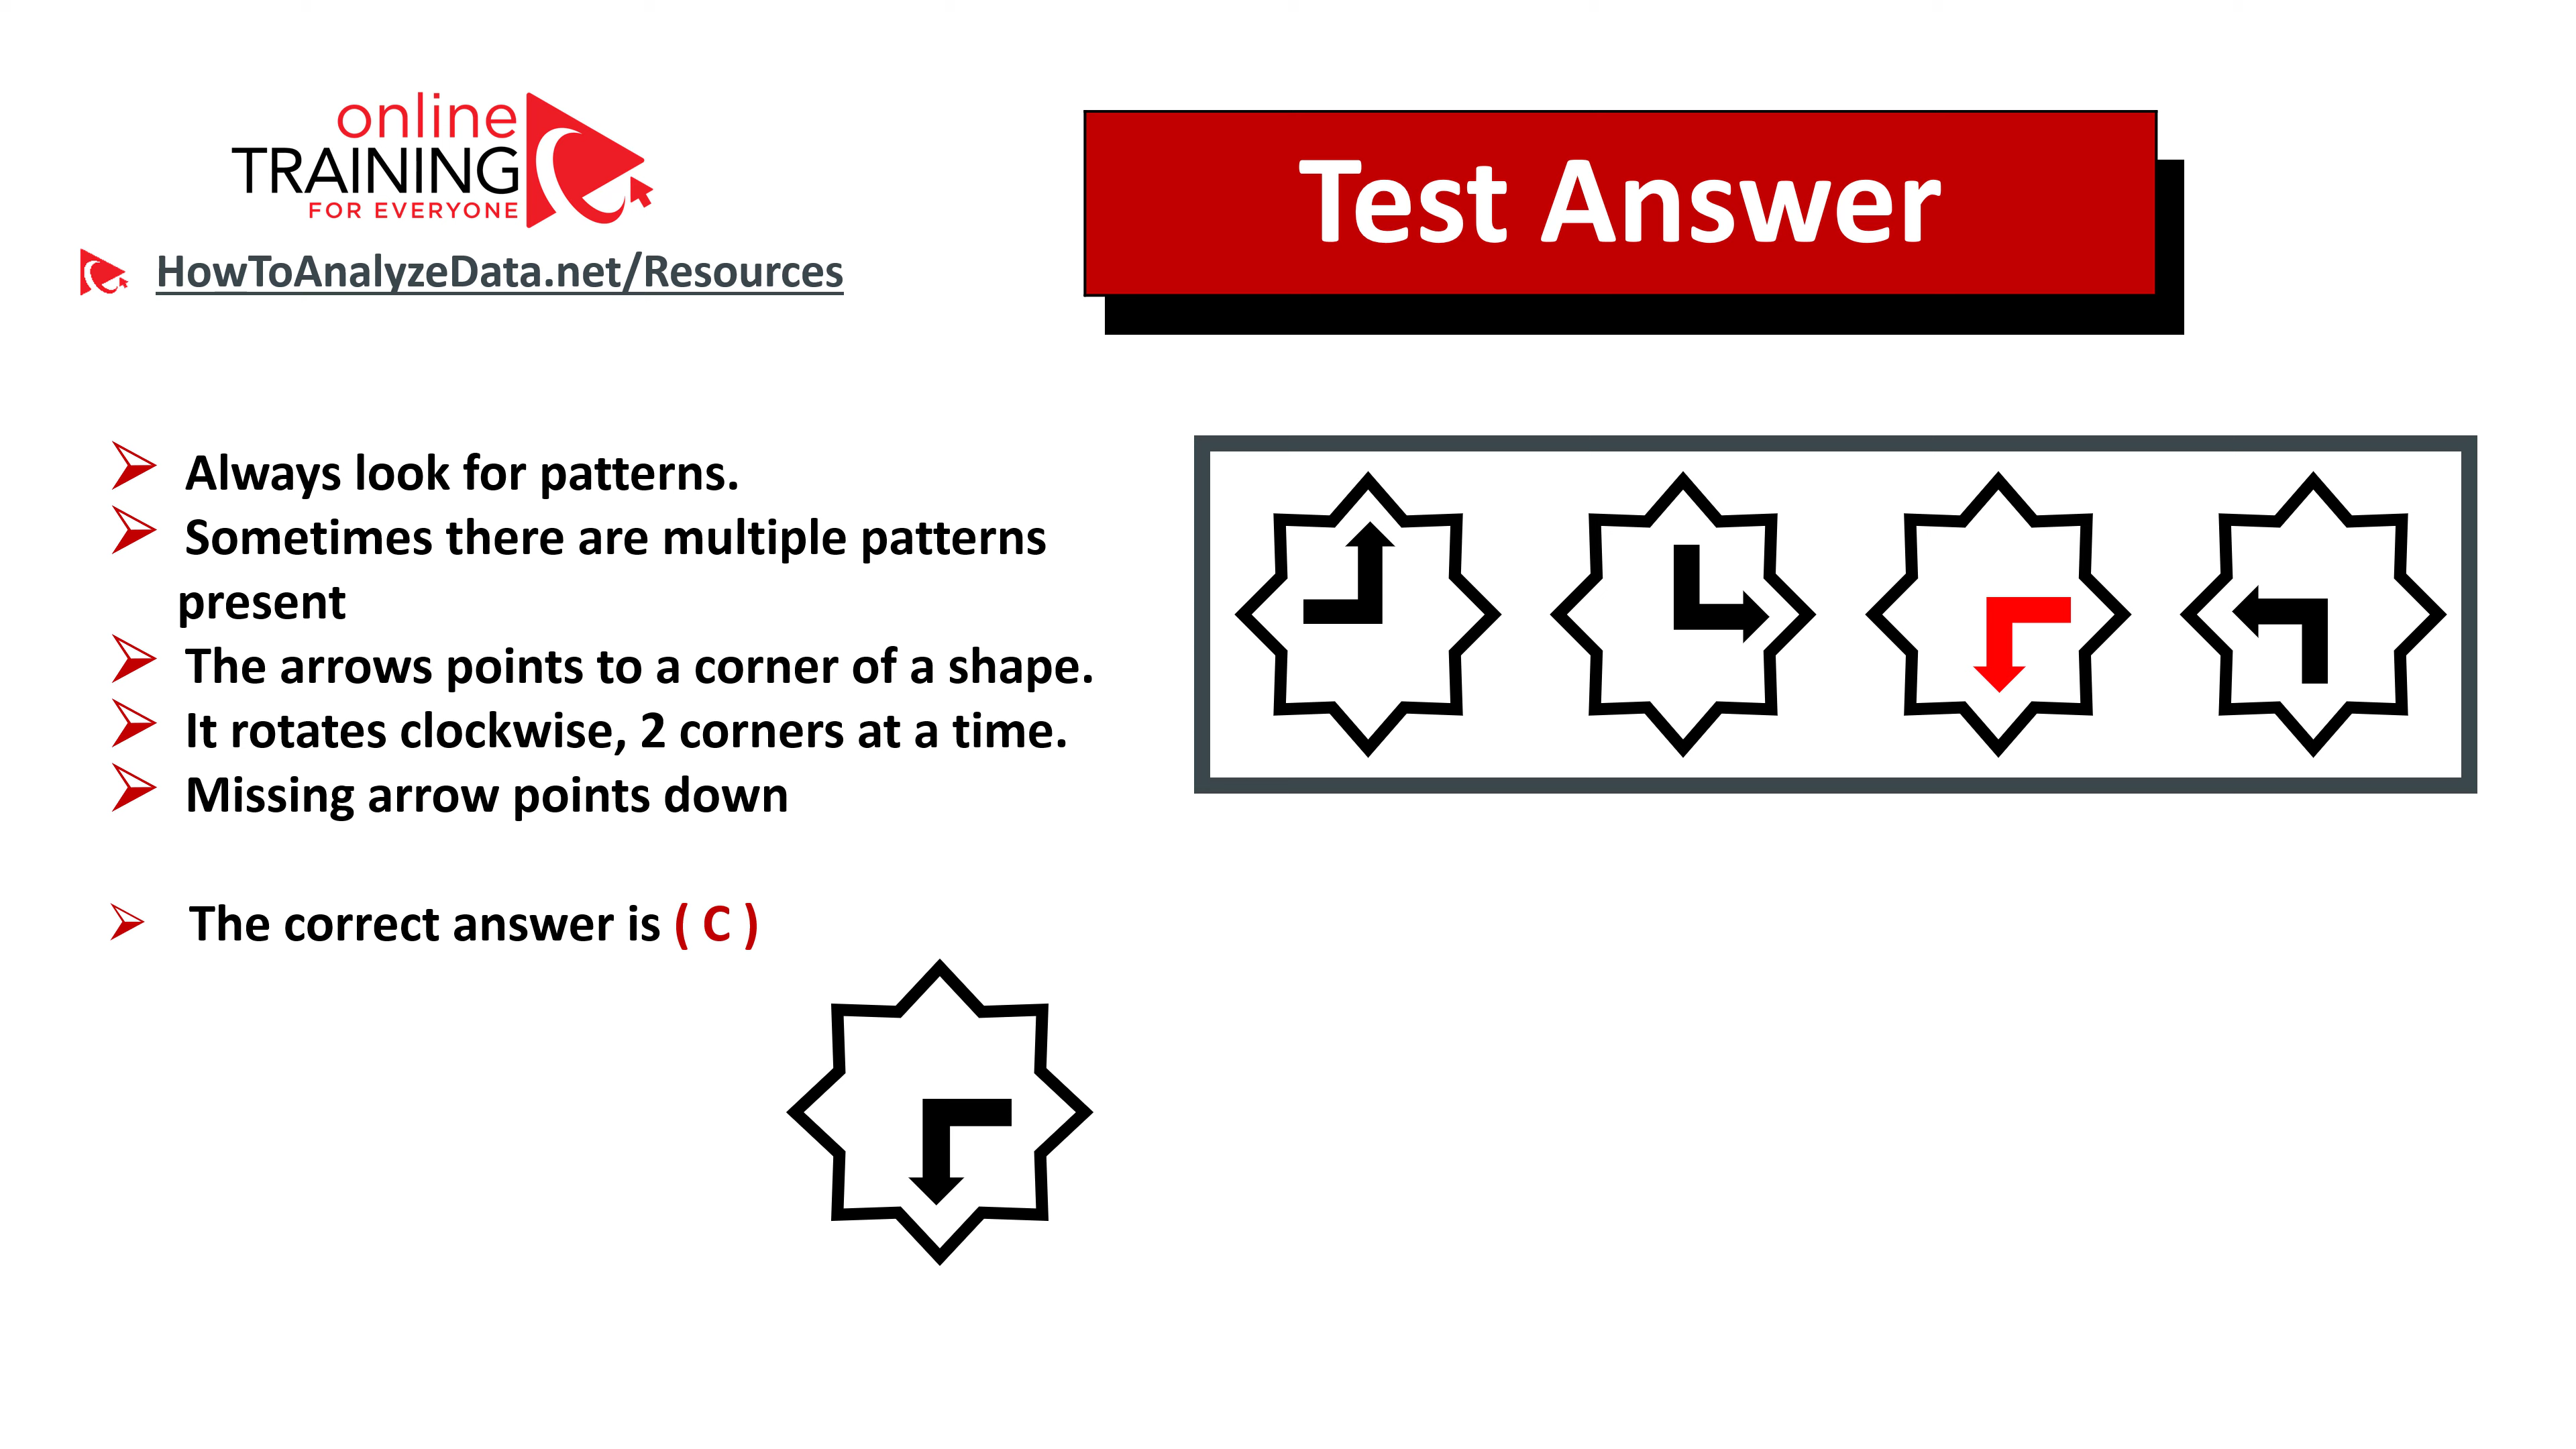 online
TRAINING
FOR EVERYONE
HowToAnalyzeData.net/Resources
Test Answer
Always look for patterns.
Sometimes there are multiple patterns
present
The arrows points to a corner of a shape.
It rotates clockwise, 2 corners at a time.
Missing arrow points down
The correct answer is ( C )